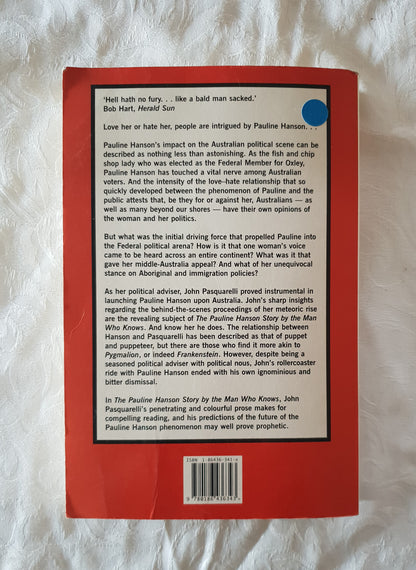 'Hell hath no fury. . . like a bald man sacked.'
Bob Hart, Herald Sun
Love her or hate her, people are intrigued by Pauline Hanson. . .
Pauline Hanson's impact on the Australian political scene can be
described as nothing less than astonishing. As the fish and chip
shop lady who was elected as the Federal Member for Oxley,
Pauline Hanson has touched a vital nerve among Australian
voters. And the intensity of the love–hate relationship that so
quickly developed between the phenomenon of Pauline and the
public attests that, be they for or against her, Australians — as
well as many beyond our shores — have their own opinions of
the woman and her politics.
But what was the initial driving force that propelled Pauline into
the Federal political arena? How is it that one woman's voice
came to be heard across an entire continent? What was it that
gave her middle-Australia appeal? And what of her unequivocal
stance on Aboriginal and immigration policies?
As her political adviser, John Pasquarelli proved instrumental in
launching Pauline Hanson upon Australia. John's sharp insights
regarding the behind-the-scenes proceedings of her meteoric rise
are the revealing subject of The Pauline Hanson Story by the Man
Who Knows. And know her he does. The relationship between
Hanson and Pasquarelli has been described as that of puppet
and puppeteer, but there are those who find it more akin to
Pygmalion, or indeed Frankenstein. However, despite being a
seasoned political adviser with political nous, John's rollercoaster
ride with Pauline Hanson ended with his own ignominious and
bitter dismissal.
In The Pauline Hanson Story by the Man Who Knows, John
Pasquarelli's penetrating and colourful prose makes for
compelling reading, and his predictions of the future of the
Pauline Hanson phenomenon may well prove prophetic.
ISBN 1-86436-341-x
9 780186 436343